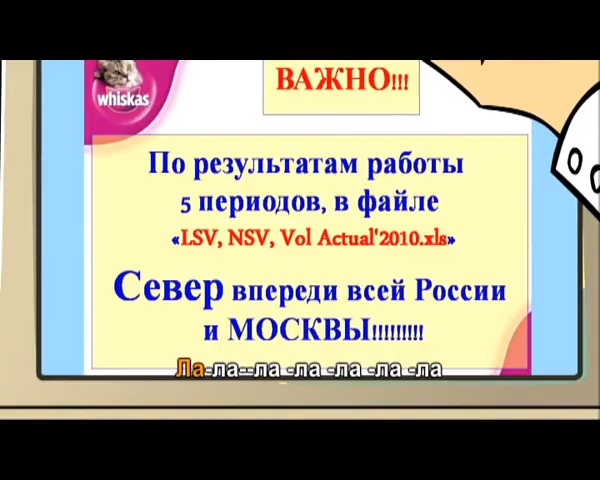 whiskas
ВАЖНО!!!
По результатам работы
5 периодов, в файле
«LSV, NSV, Vol Actual'2010.xls»
Север впереди всей России
и МОСКВЫ!!!!!!!!!
Ла-ла--ла -ла -ла -ла -ла